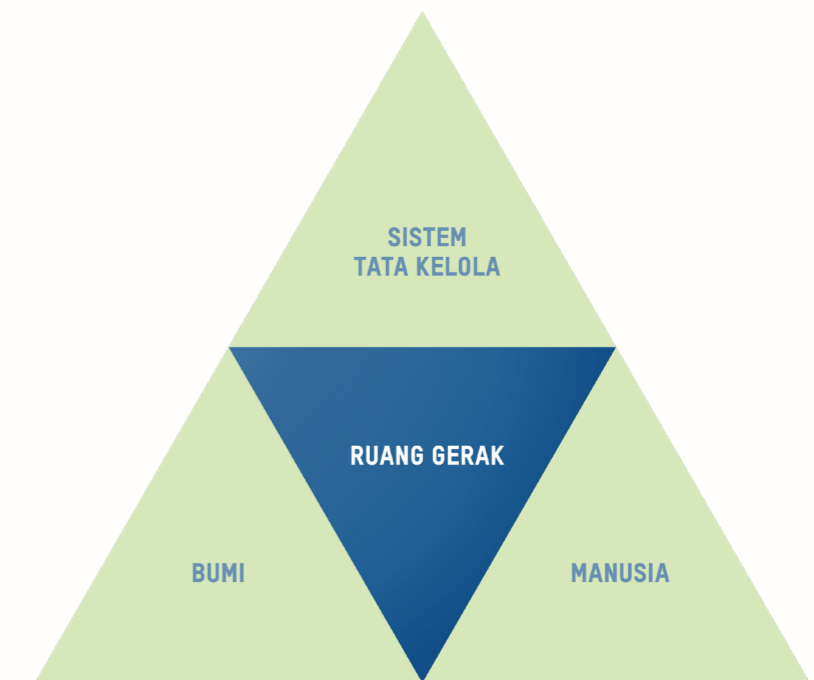 SISTEM
TATA KELOLA
RUANG GERAK
BUMI
MANUSIA